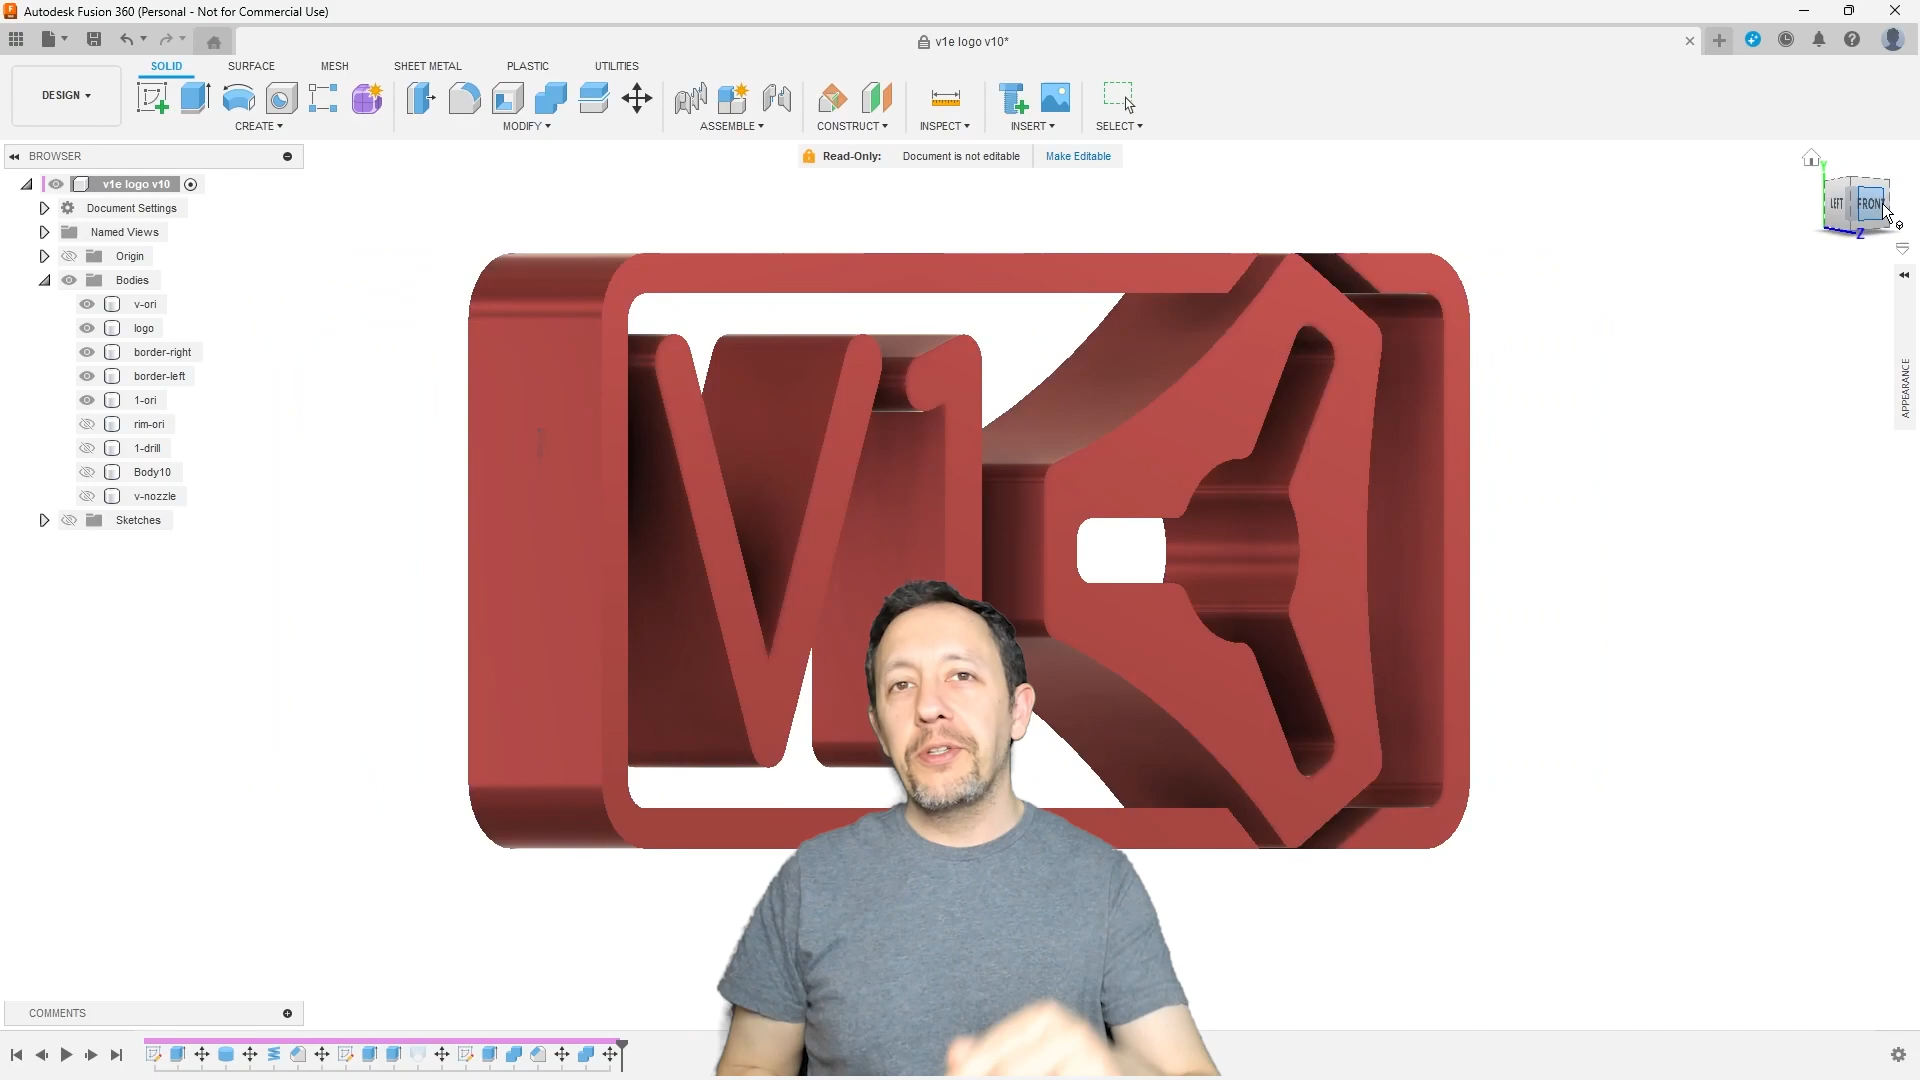 Autodesk Fusion 360 (Personal - Not for Commercial Use)
v1e logo v10*
SOLID SURFACE MESH SHEET METAL PLASTIC UTILITIES
DESIGN
CREATE MODIFY ASSEMBLE CONSTRUCT INSPECT INSERT SELECT
BROWSER
Read-Only: Document is not editable Make Editable
v1e logo v10
Document Settings
Named Views
Origin
Bodies
v-ori
logo
border-right
border-left
1-ori
rim-ori
1-drill
Body10
v-nozzle
Sketches
Y
LEFT FRONT
Z
APPEARANCE
V1
COMMENTS